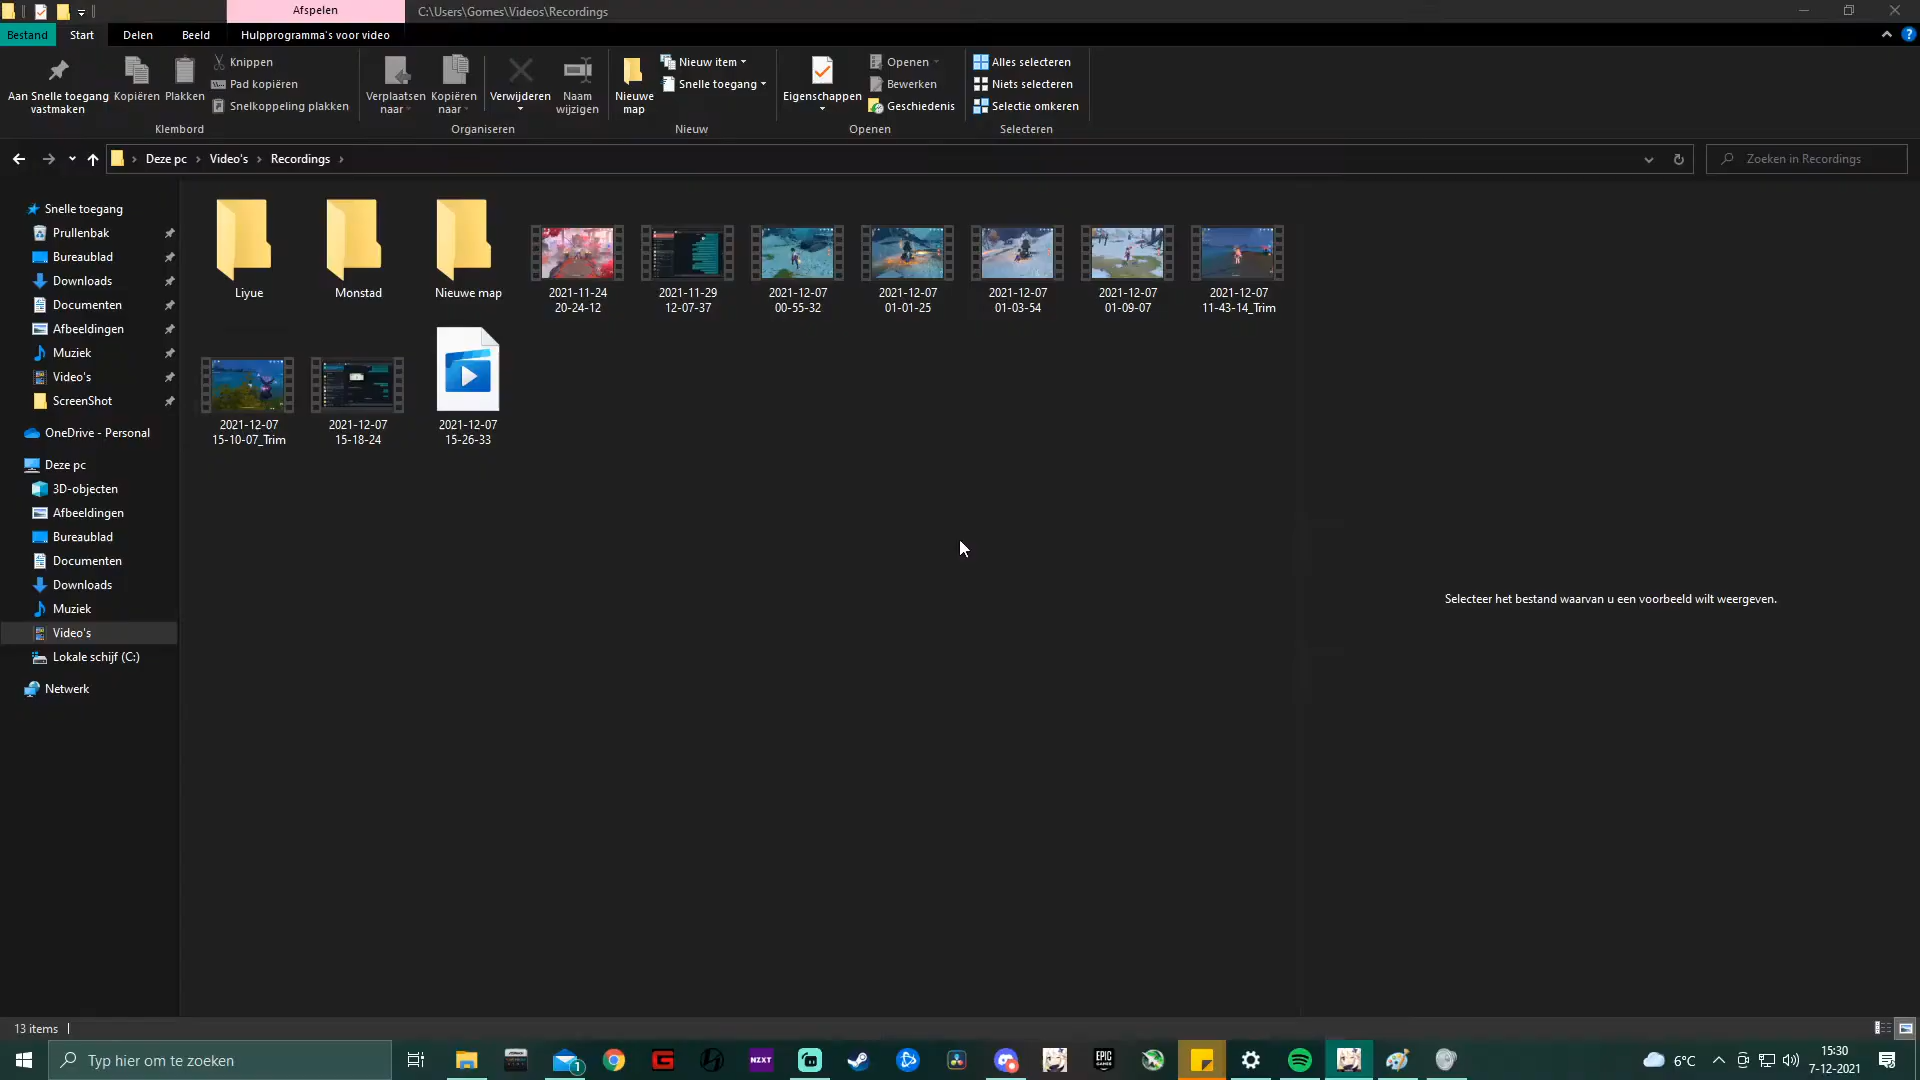 Afspelen
C:\Users\Gomes\Videos\Recordings
Bestand
Start
Delen
Beeld
Hulpprogramma's voor video
Aan Snelle toegang
vastmaken
Kopiëren
Plakken
Knippen
Pad kopiëren
Snelkoppeling plakken
Klembord
Verplaatsen
naar
Kopiëren
naar
Verwijderen
Naam
wijzigen
Organiseren
Nieuwe
map
Nieuw item
Snelle toegang
Nieuw
Eigenschappen
Openen
Bewerken
Geschiedenis
Openen
Alles selecteren
Niets selecteren
Selectie omkeren
Selecteren
Deze pc
Video's
Recordings
Zoeken in Recordings
Snelle toegang
Prullenbak
Bureaublad
Downloads
Documenten
Afbeeldingen
Muziek
Video's
ScreenShot
OneDrive - Personal
Deze pc
3D-objecten
Afbeeldingen
Bureaublad
Documenten
Downloads
Muziek
Video's
Lokale schijf (C:)
Netwerk
Liyue
Monstad
Nieuwe map
2021-11-24
20-24-12
2021-11-29
12-07-37
2021-12-07
00-55-32
2021-12-07
01-01-25
2021-12-07
01-03-54
2021-12-07
01-09-07
2021-12-07
11-43-14_Trim
2021-12-07
15-10-07_Trim
2021-12-07
15-18-24
2021-12-07
15-26-33
Selecteer het bestand waarvan u een voorbeeld wilt weergeven.
13 items
Typ hier om te zoeken
1
NZXT
EPIC
GAMES
6°C
15:30
7-12-2021